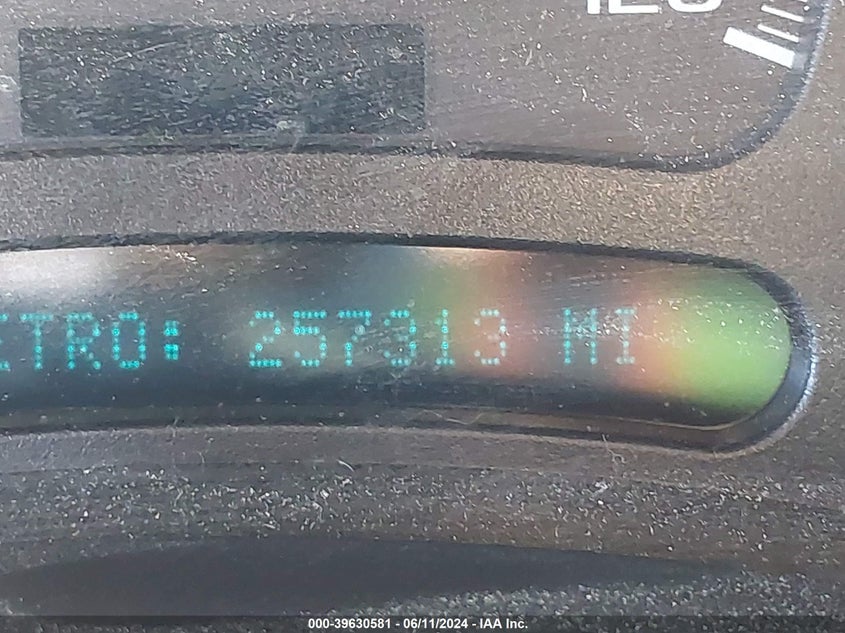 ETRO: 257313 MI
000-39630581 - 06/11/2024 - IAA Inc.